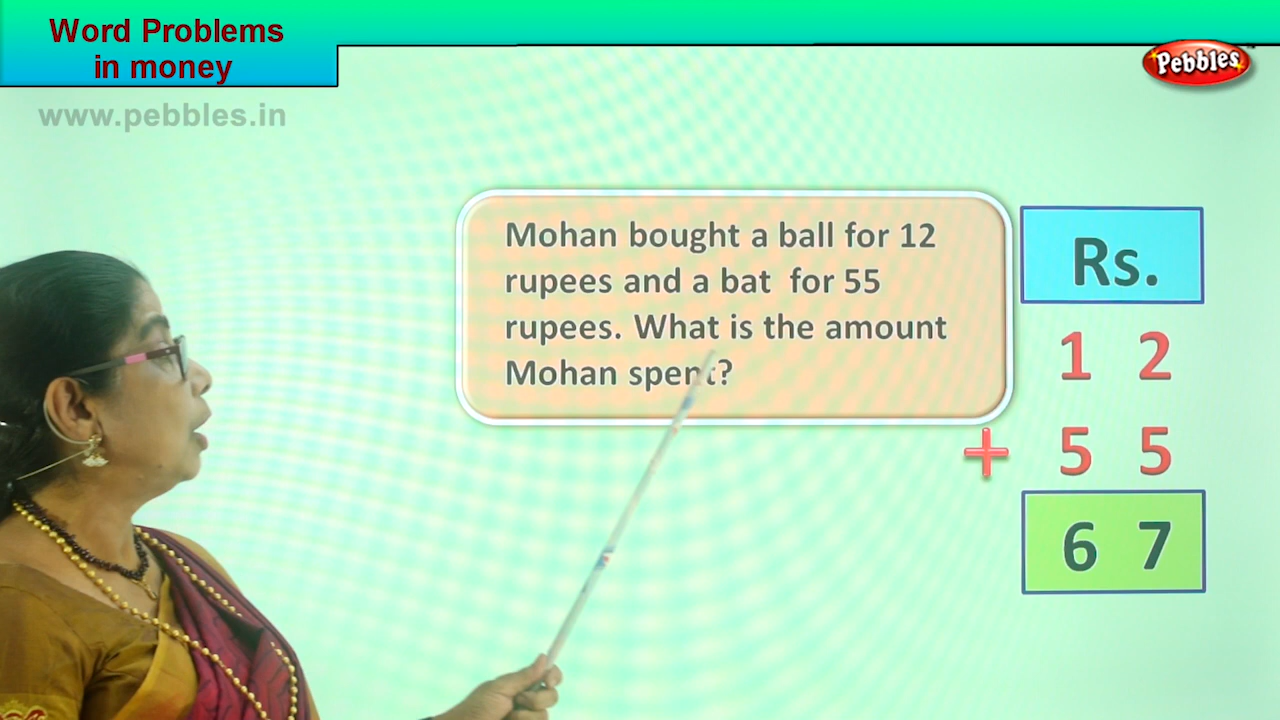 Word Problems
in money
Pebbles
www.pebbles.in
Mohan bought a ball for 12
rupees and a bat for 55
rupees. What is the amount
Mohan spent?
Rs.
1 2
+ 5 5
6 7